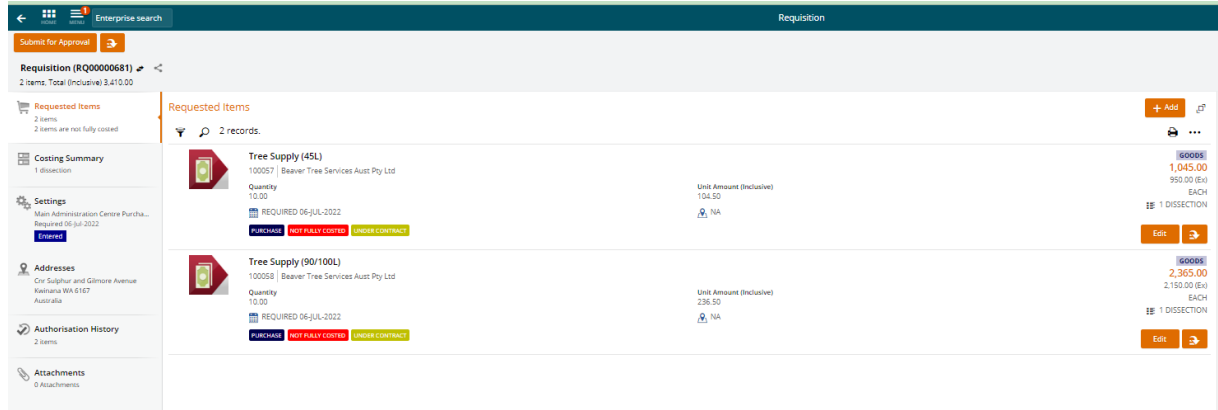 HOME
MENU
1
Enterprise search
Requisition
Submit for Approval
Requisition (RQ00000681)
2 items, Total (Inclusive) 3,410.00
Requested Items
2 items
2 items are not fully costed
Costing Summary
1 dissection
Settings
Main Administration Centre Purcha...
Required 06-Jul-2022
Entered
Addresses
Cnr Sulphur and Gilmore Avenue
Kwinana WA 6167
Australia
Authorisation History
2 items
Attachments
0 Attachments
Requested Items
+ Add
2 records.
Tree Supply (45L)
100057 | Beaver Tree Services Aust Pty Ltd
Quantity
10.00
REQUIRED 06-JUL-2022
PURCHASE NOT FULLY COSTED UNDER CONTRACT
Unit Amount (Inclusive)
104.50
NA
GOODS
1,045.00
950.00 (Ex)
EACH
1 DISSECTION
Edit
Tree Supply (90/100L)
100058 | Beaver Tree Services Aust Pty Ltd
Quantity
10.00
REQUIRED 06-JUL-2022
PURCHASE NOT FULLY COSTED UNDER CONTRACT
Unit Amount (Inclusive)
236.50
NA
GOODS
2,365.00
2,150.00 (Ex)
EACH
1 DISSECTION
Edit